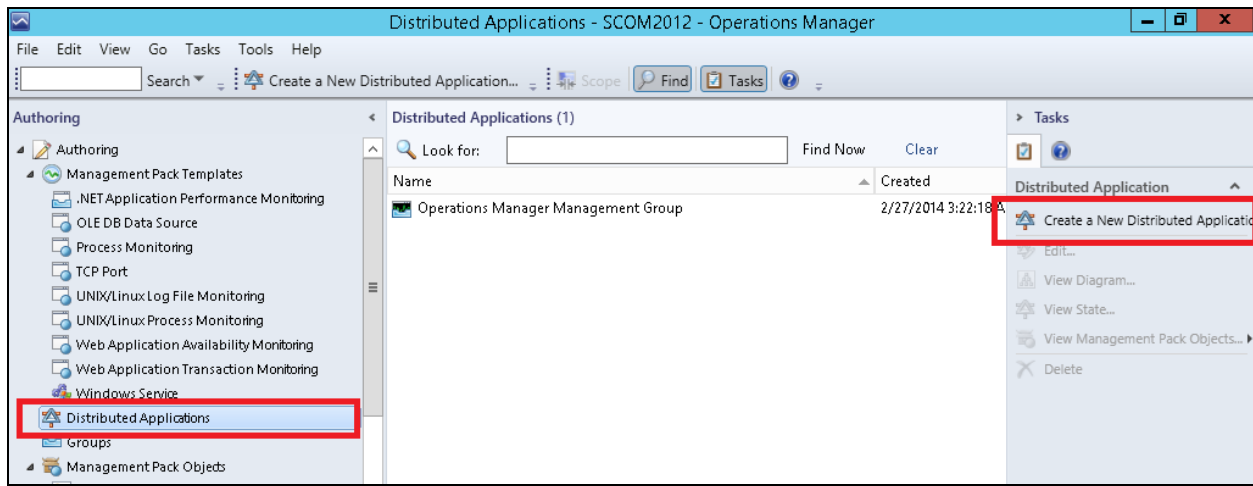 Distributed Applications - SCOM2012 - Operations Manager
File Edit View Go Tasks Tools Help
Search Create a New Distributed Application... Scope Find Tasks
Authoring
Authoring
Management Pack Templates
.NET Application Performance Monitoring
OLE DB Data Source
Process Monitoring
TCP Port
UNIX/Linux Log File Monitoring
UNIX/Linux Process Monitoring
Web Application Availability Monitoring
Web Application Transaction Monitoring
Windows Service
Distributed Applications
Groups
Management Pack Objects
Distributed Applications (1)
Look for: Find Now Clear
Name Created
Operations Manager Management Group 2/27/2014 3:22:18 A
Tasks
Distributed Application
Create a New Distributed Applicatio
Edit...
View Diagram...
View State...
View Management Pack Objects...
Delete